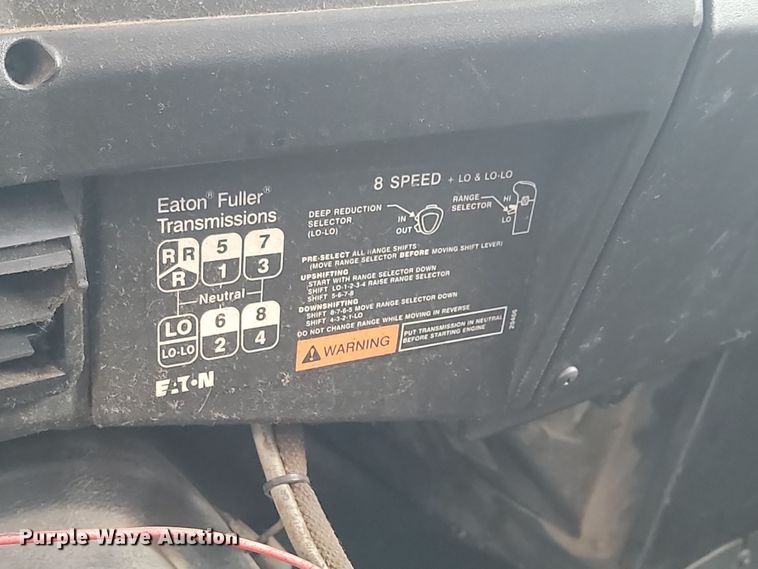 8 SPEED + LO & LO-LO
Eaton® Fuller®
Transmissions
DEEP REDUCTION
SELECTOR
(LO-LO)
IN
OUT
RANGE
SELECTOR
HI
LO
R R 5 7
R 1 3
Neutral
LO 6 8
LO-LO 2 4
EATON
PRE-SELECT ALL RANGE SHIFTS
(MOVE RANGE SELECTOR BEFORE MOVING SHIFT LEVER)
UPSHIFTING
START WITH RANGE SELECTOR DOWN
SHIFT LO-1-2-3-4 RAISE RANGE SELECTOR
SHIFT 5-6-7-8
DOWNSHIFTING
SHIFT 8-7-6-5 MOVE RANGE SELECTOR DOWN
SHIFT 4-3-2-1-LO
DO NOT CHANGE RANGE WHILE MOVING IN REVERSE
WARNING
PUT TRANSMISSION IN NEUTRAL
BEFORE STARTING ENGINE
Purple Wave Auction